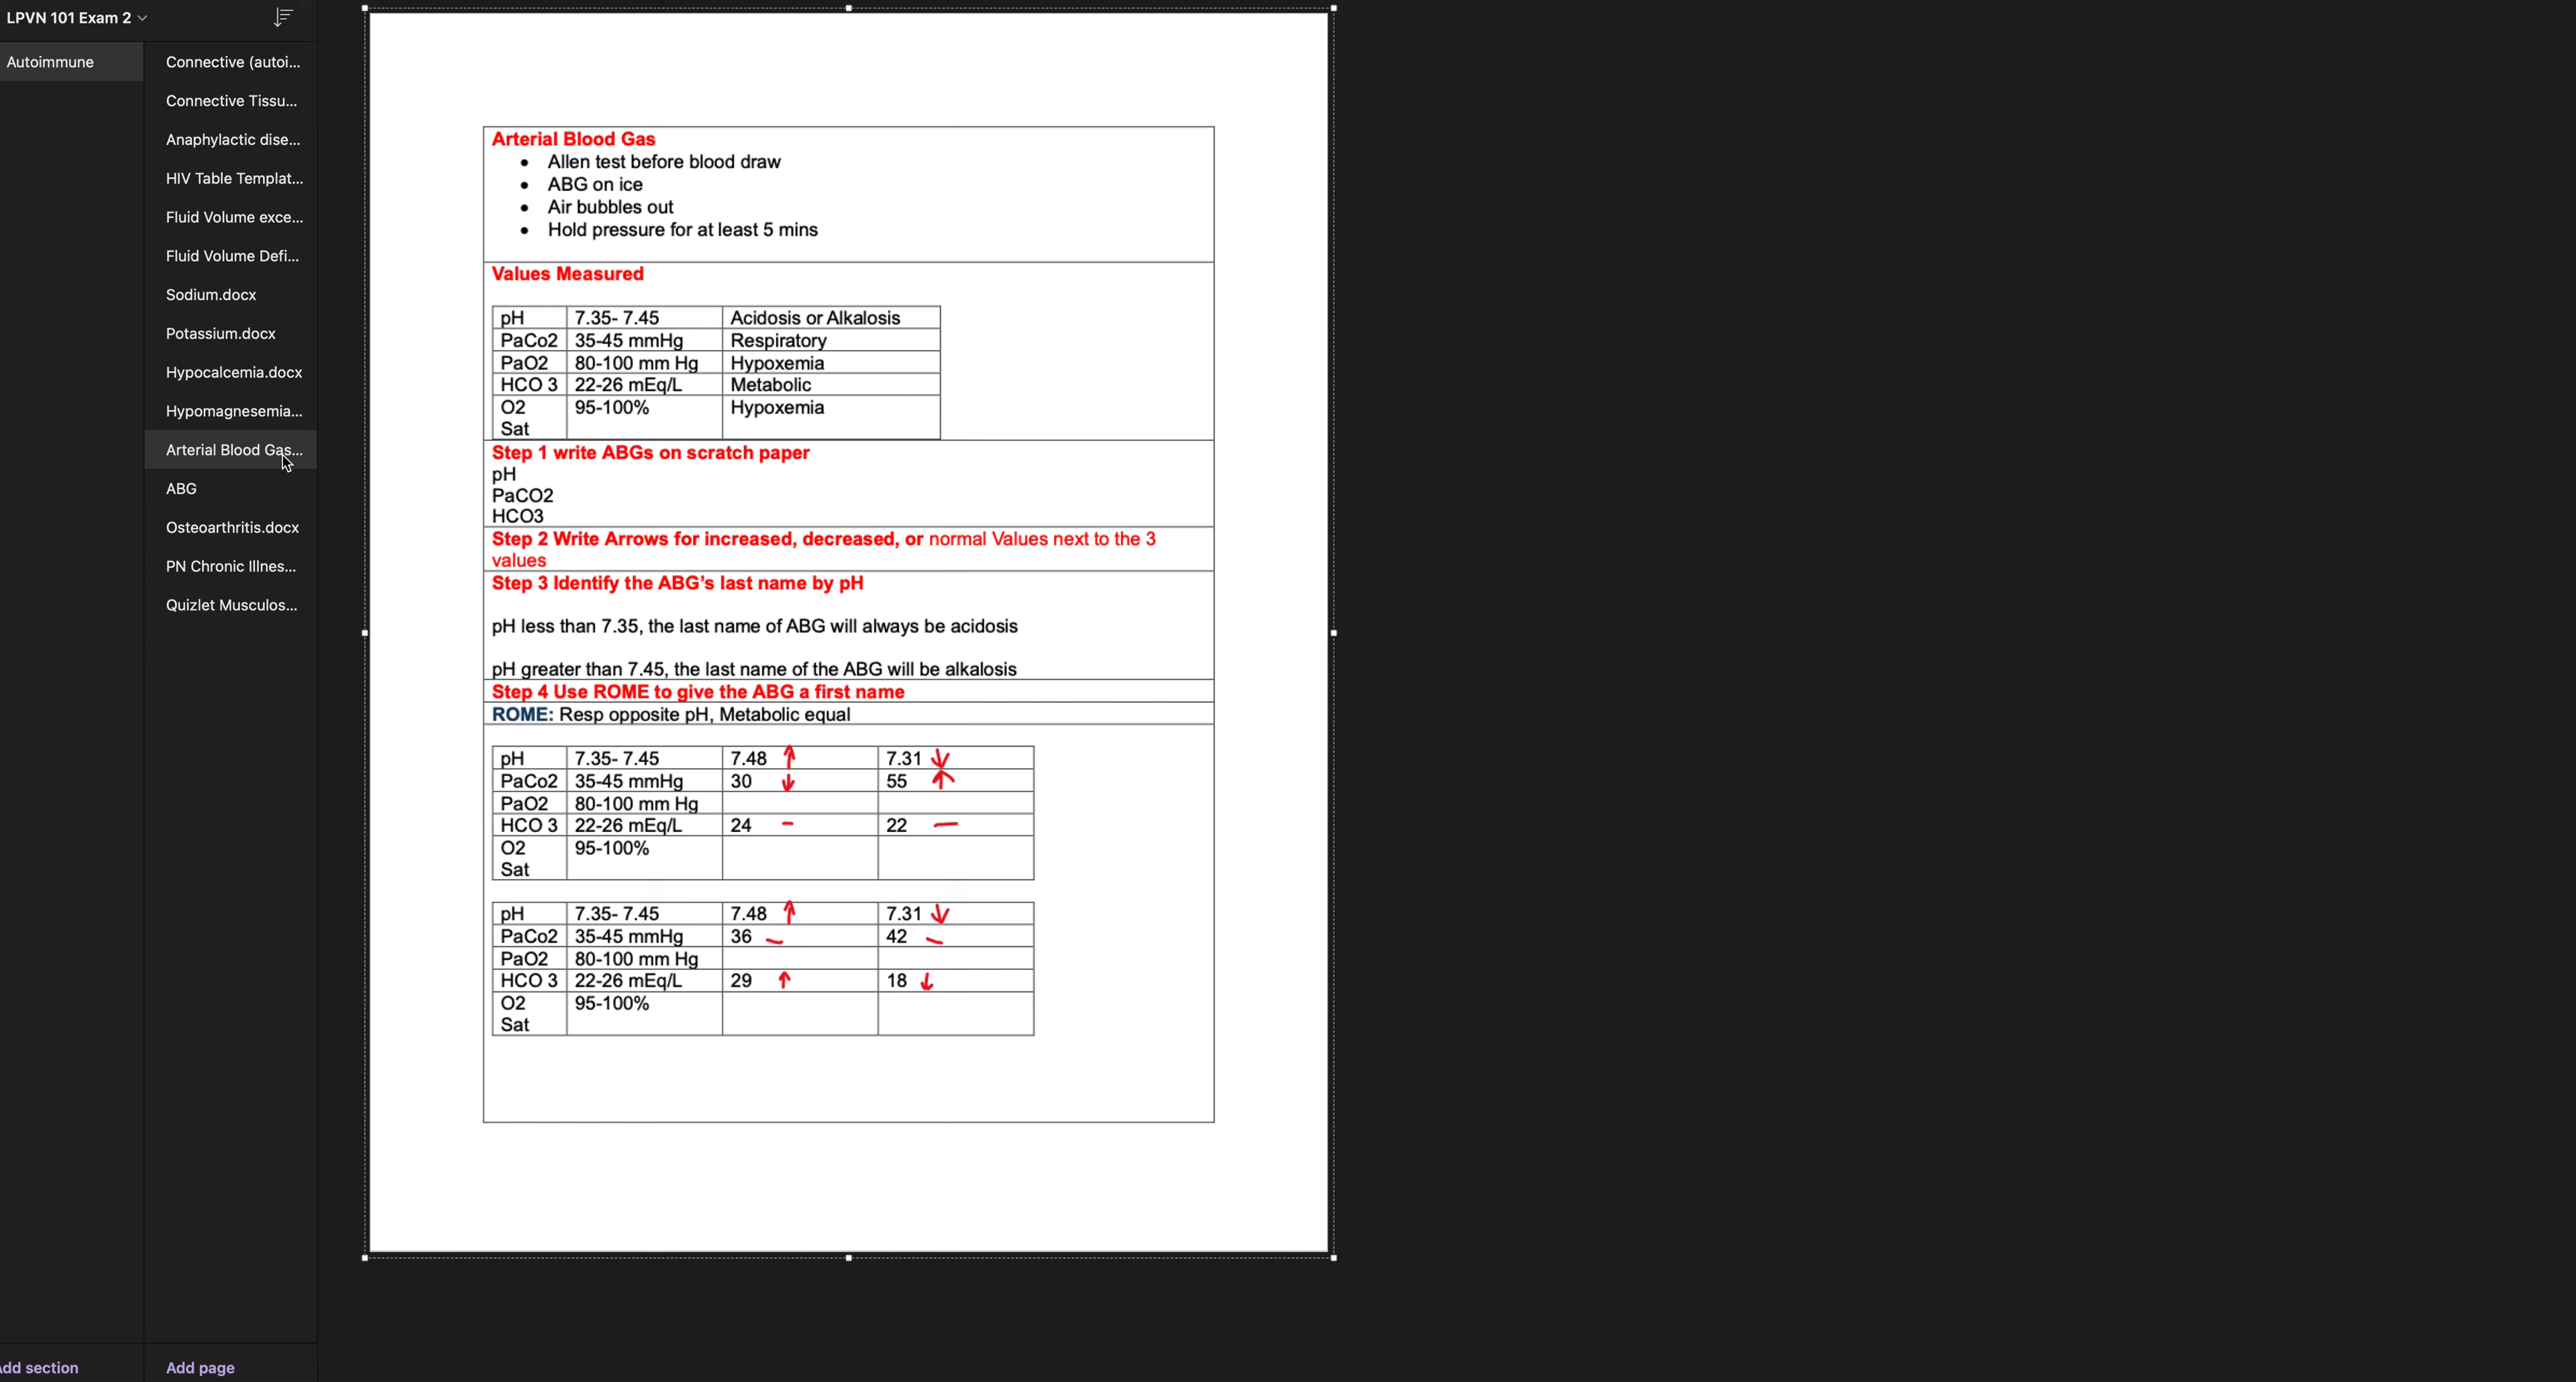 LPVN 101 Exam 2
Autoimmune
Connective (autoi...
Connective Tissu...
Anaphylactic dise...
HIV Table Templat...
Fluid Volume exce...
Fluid Volume Defi...
Sodium.docx
Potassium.docx
Hypocalcemia.docx
Hypomagnesemia...
Arterial Blood Gas...
ABG
Osteoarthritis.docx
PN Chronic Illnes...
Quizlet Musculos...
dd section
Add page
Arterial Blood Gas
• Allen test before blood draw
• ABG on ice
• Air bubbles out
• Hold pressure for at least 5 mins
Values Measured
pH 7.35- 7.45 Acidosis or Alkalosis
PaCo2 35-45 mmHg Respiratory
PaO2 80-100 mm Hg Hypoxemia
HCO 3 22-26 mEq/L Metabolic
O2 95-100% Hypoxemia
Sat
Step 1 write ABGs on scratch paper
pH
PaCO2
HCO3
Step 2 Write Arrows for increased, decreased, or normal Values next to the 3
values
Step 3 Identify the ABG's last name by pH
pH less than 7.35, the last name of ABG will always be acidosis
pH greater than 7.45, the last name of the ABG will be alkalosis
Step 4 Use ROME to give the ABG a first name
ROME: Resp opposite pH, Metabolic equal
pH 7.35- 7.45 7.48 ↑ 7.31 ↓
PaCo2 35-45 mmHg 30 ↓ 55 ↑
PaO2 80-100 mm Hg
HCO 3 22-26 mEq/L 24 - 22 -
O2 95-100%
Sat
pH 7.35- 7.45 7.48 ↑ 7.31 ↓
PaCo2 35-45 mmHg 36 - 42 -
PaO2 80-100 mm Hg
HCO 3 22-26 mEq/L 29 ↑ 18 ↓
O2 95-100%
Sat